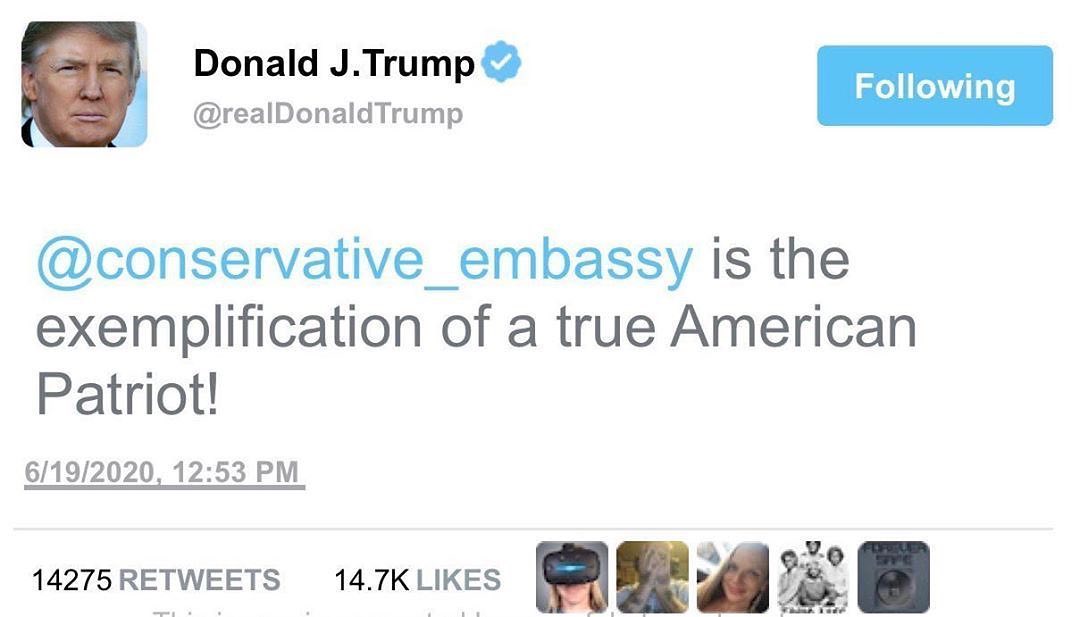 Donald J.Trump
@realDonaldTrump
Following
@conservative_embassy is the
exemplification of a true American
Patriot!
6/19/2020, 12:53 PM
14275 RETWEETS 14.7K LIKES
FOREVER